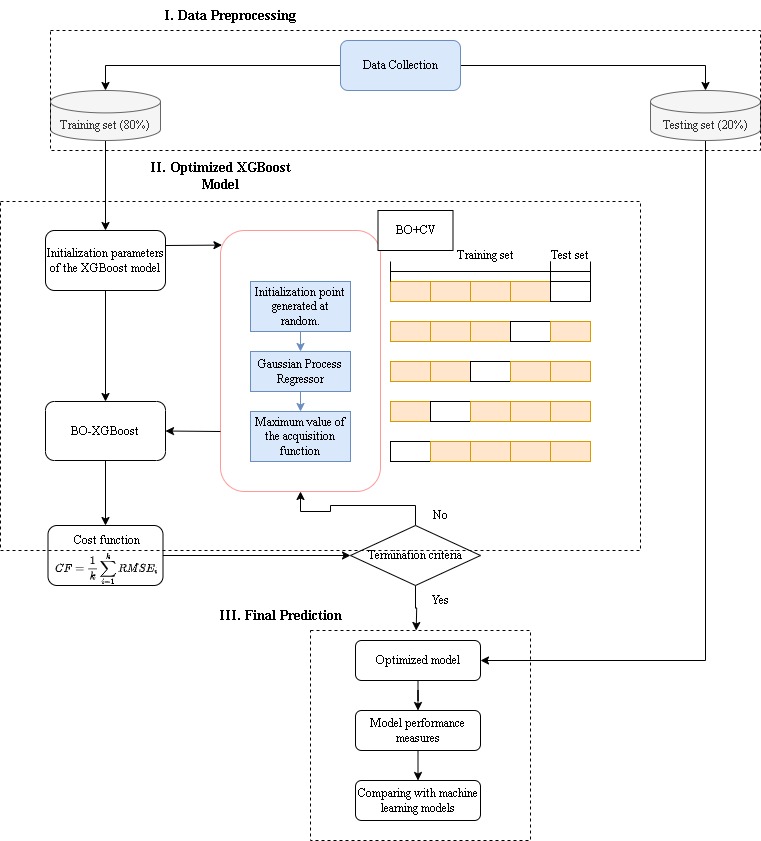 I. Data Preprocessing
Data Collection
Training set (80%)
Testing set (20%)
II. Optimized XGBoost
Model
Initialization parameters
of the XGBoost model
BO+CV
Training set
Test set
Initialization point
generated at
random.
Gaussian Process
Regressor
Maximum value of
the acquisition
function
BO-XGBoost
Cost function
$CF = \frac{1}{k} \sum_{i=1}^{k} RMSE_i$
No
Termination criteria
Yes
III. Final Prediction
Optimized model
Model performance
measures
Comparing with machine
learning models